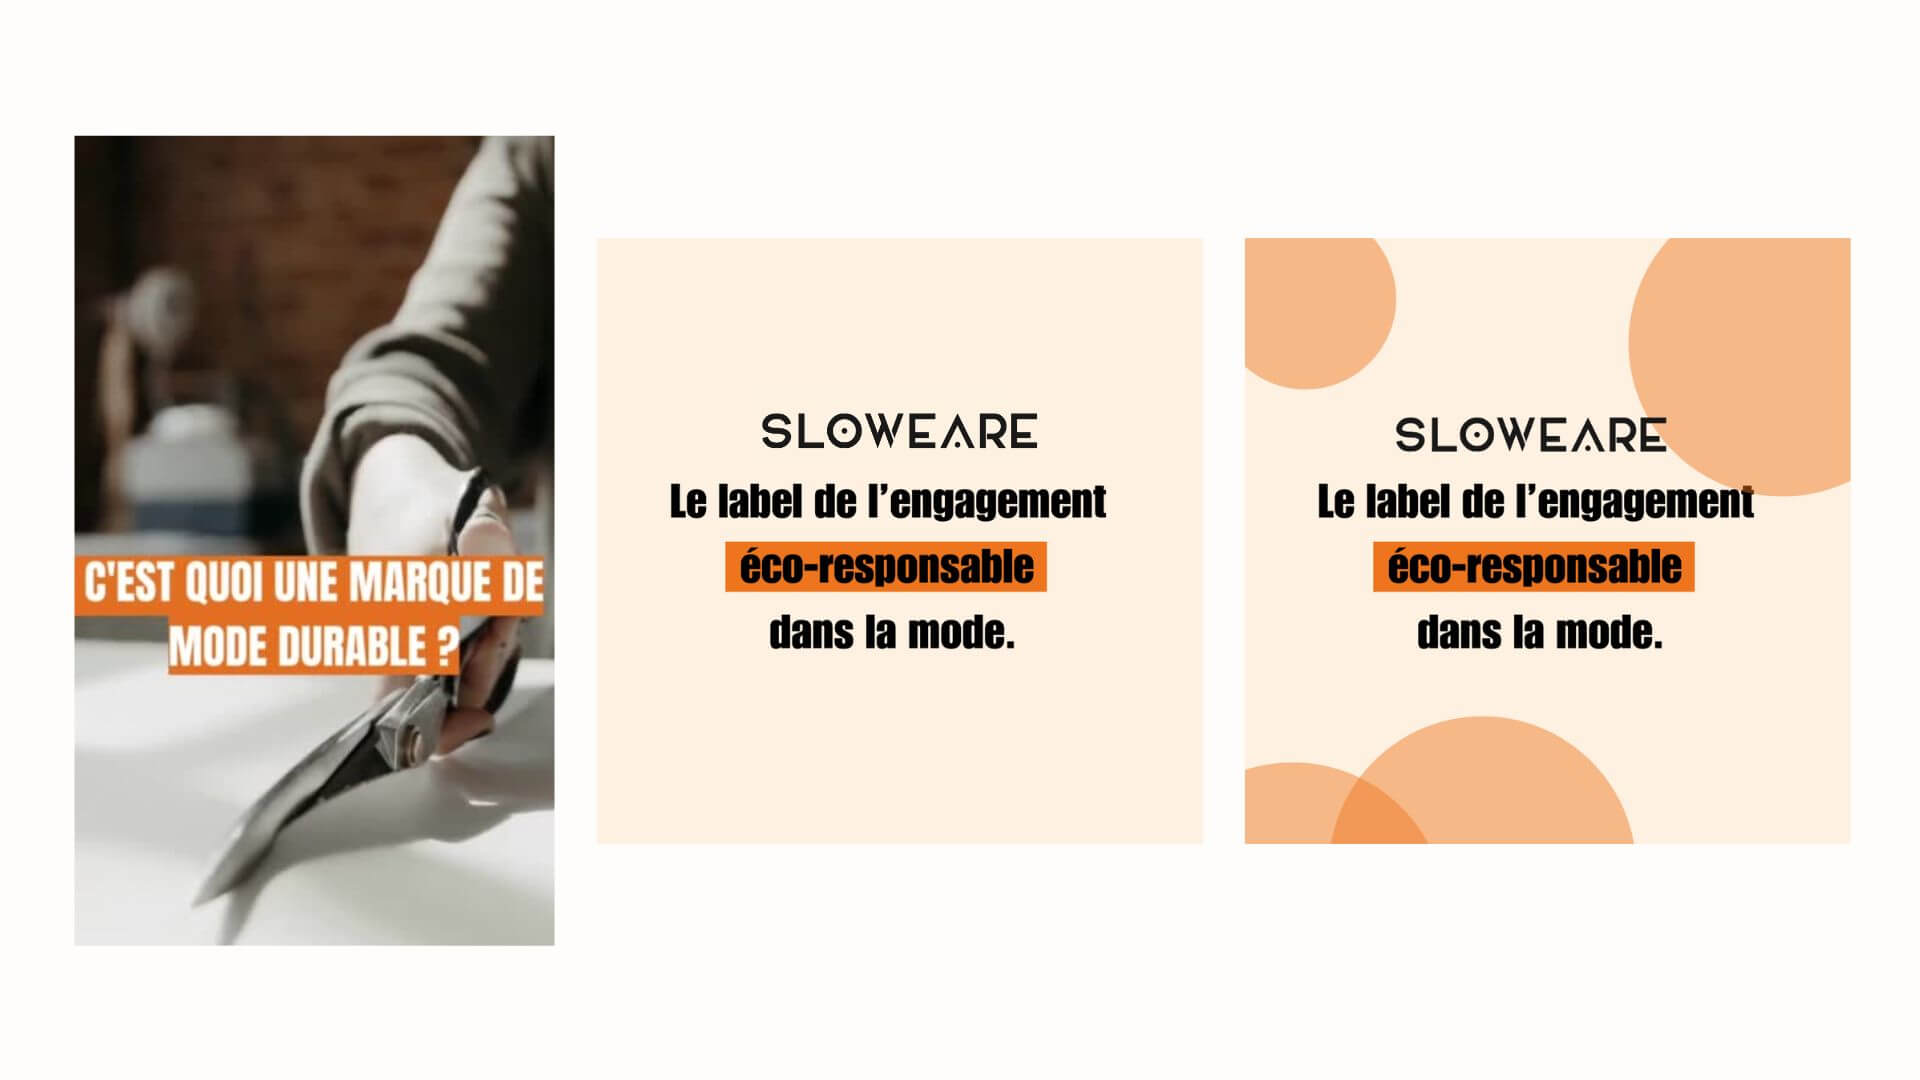 C'EST QUOI UNE MARQUE DE
MODE DURABLE ?
SLOWEARE
Le label de l’engagement
éco-responsable
dans la mode.
SLOWEARE
Le label de l’engagement
éco-responsable
dans la mode.